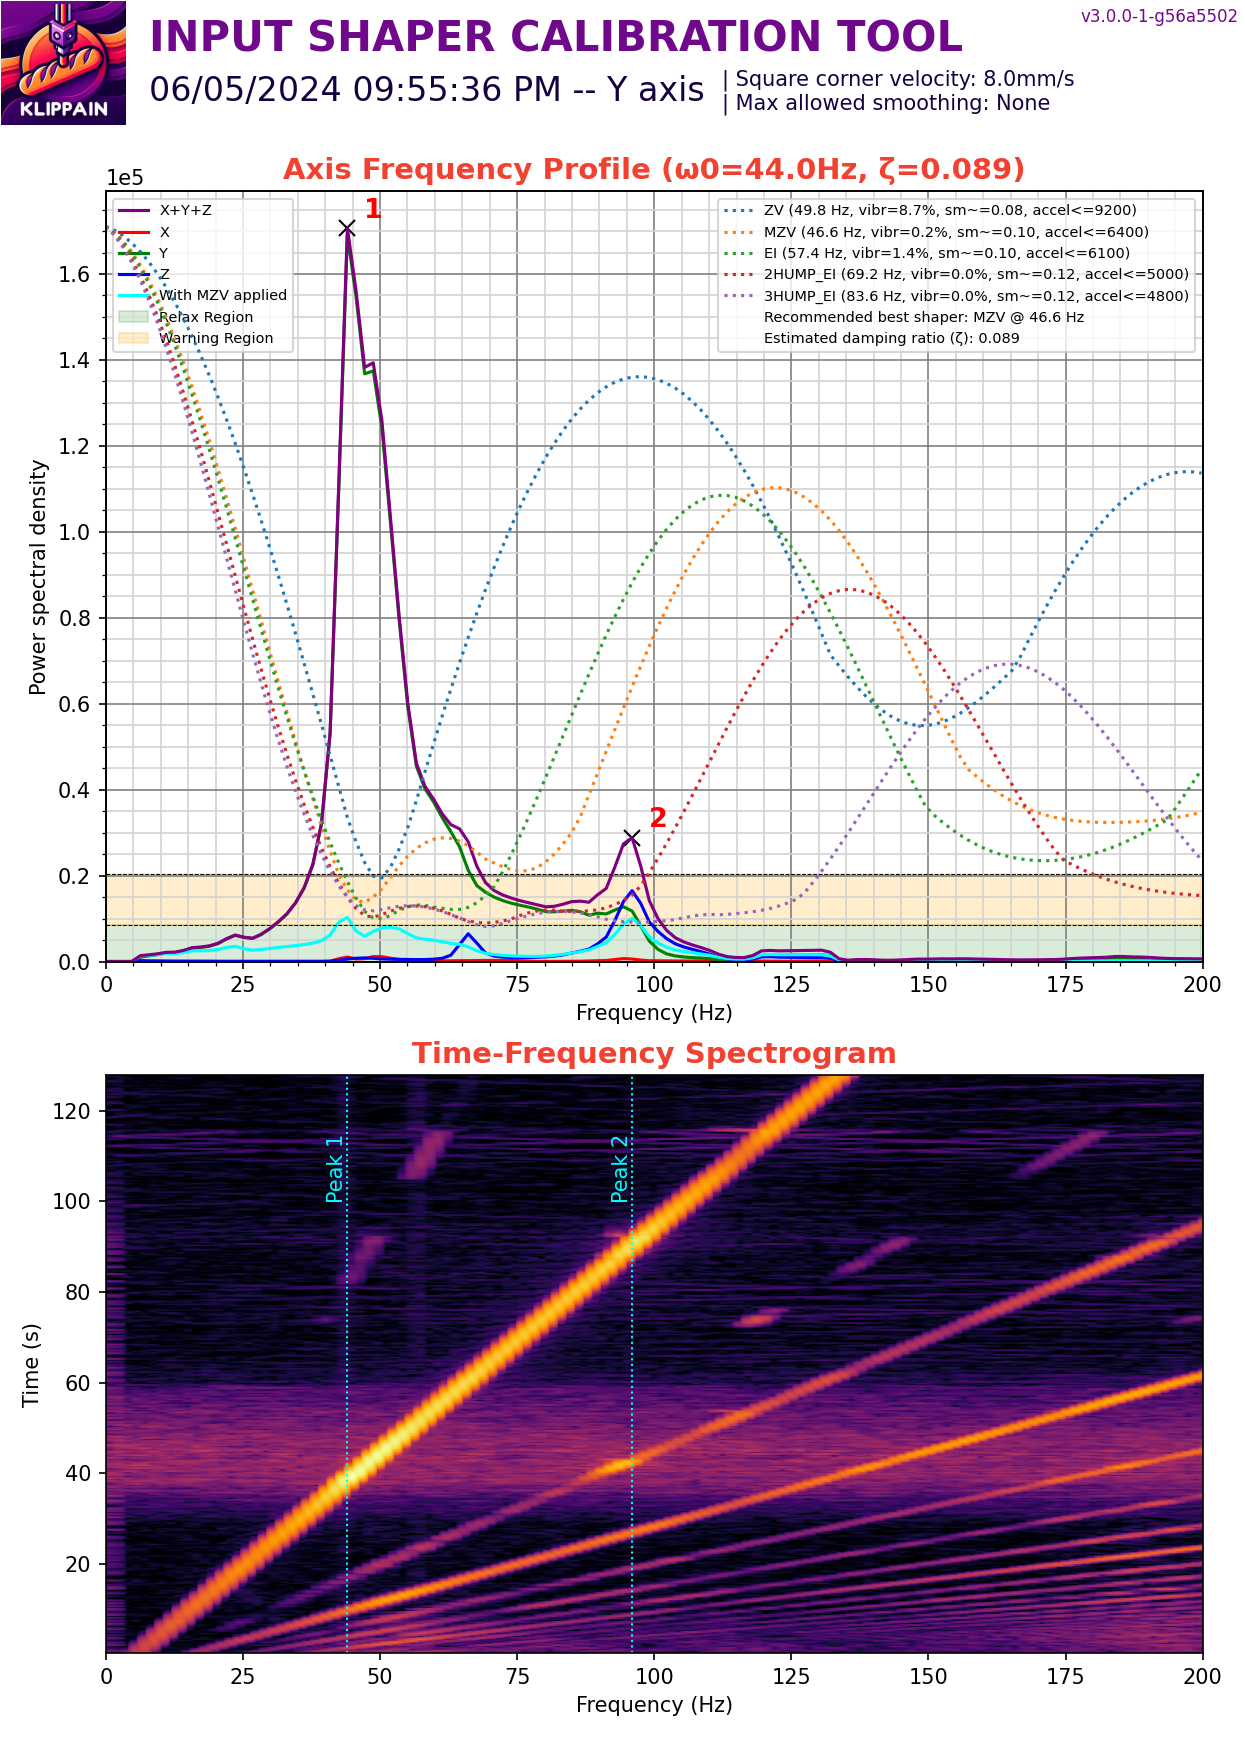 v3.0.0-1-g56a5502
INPUT SHAPER CALIBRATION TOOL
06/05/2024 09:55:36 PM -- Y axis
| Square corner velocity: 8.0mm/s
| Max allowed smoothing: None
KLIPPAIN
Axis Frequency Profile (ω0=44.0Hz, ζ=0.089)
1e5
X+Y+Z
X
Y
Z
With MZV applied
Relax Region
Warning Region
ZV (49.8 Hz, vibr=8.7%, sm~=0.08, accel<=9200)
MZV (46.6 Hz, vibr=0.2%, sm~=0.10, accel<=6400)
EI (57.4 Hz, vibr=1.4%, sm~=0.10, accel<=6100)
2HUMP_EI (69.2 Hz, vibr=0.0%, sm~=0.12, accel<=5000)
3HUMP_EI (83.6 Hz, vibr=0.0%, sm~=0.12, accel<=4800)
Recommended best shaper: MZV @ 46.6 Hz
Estimated damping ratio (ζ): 0.089
1
2
Power spectral density
1.6
1.4
1.2
1.0
0.8
0.6
0.4
0.2
0.0
0 25 50 75 100 125 150 175 200
Frequency (Hz)
Time-Frequency Spectrogram
Peak 1
Peak 2
Time (s)
120
100
80
60
40
20
0 25 50 75 100 125 150 175 200
Frequency (Hz)